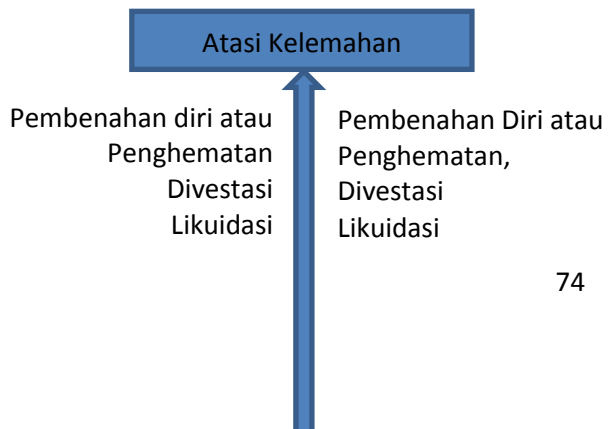 Atasi Kelemahan
Pembenahan diri atau
Penghematan
Divestasi
Likuidasi
Pembenahan Diri atau
Penghematan,
Divestasi
Likuidasi
74